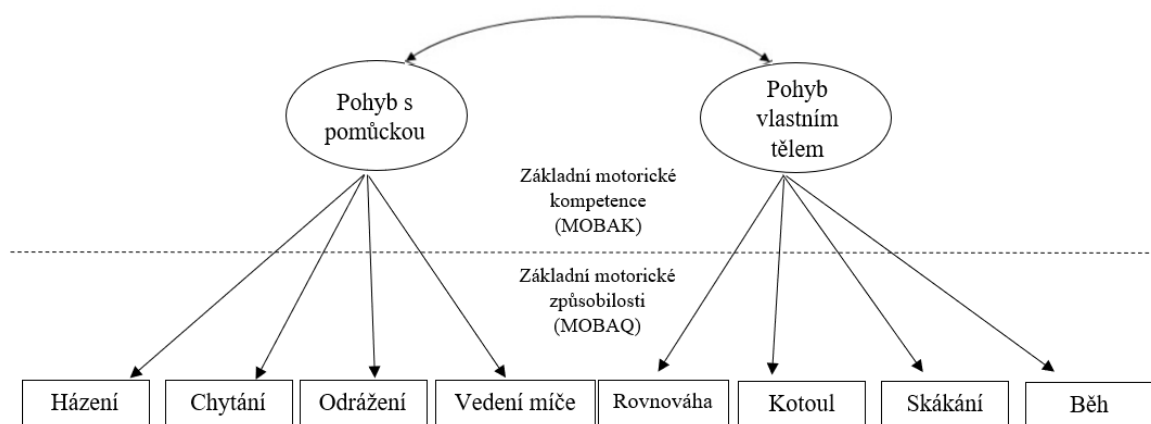 Pohyb s
pomůckou
Pohyb
vlastním
tělem
Základní motorické
kompetence
(MOBAK)
Základní motorické
způsobilosti
(MOBAQ)
Házení
Chytání
Odrážení
Vedení míče
Rovnováha
Kotoul
Skákání
Běh